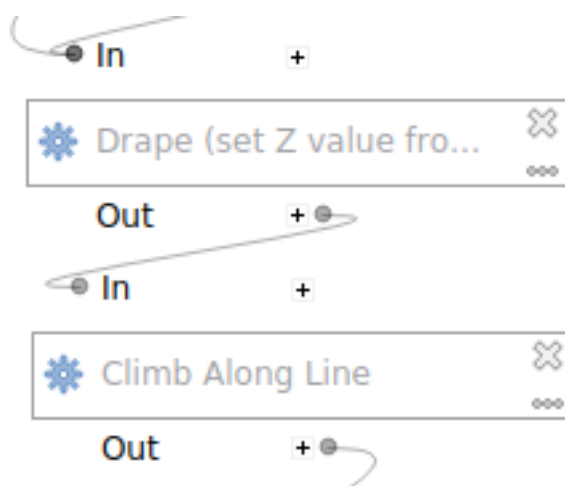 In
Drape (set Z value fro...
Out
In
Climb Along Line
Out